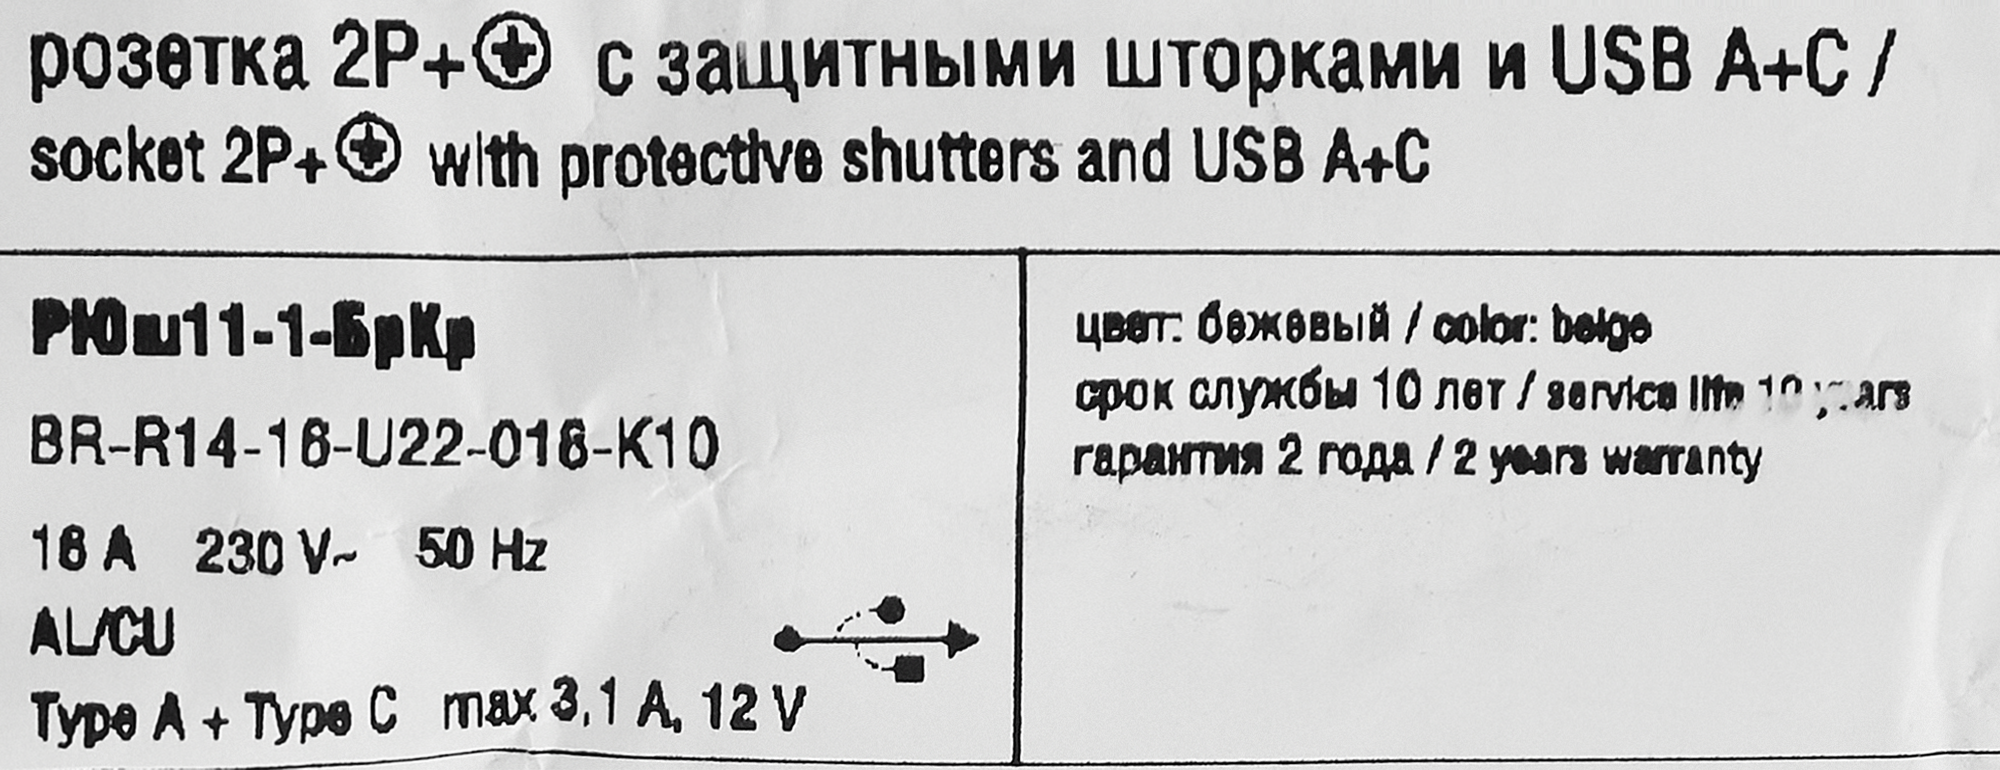 розетка 2P+⏚ с защитными шторками и USB A+C /
socket 2P+⏚ with protective shutters and USB A+C
РЮш11-1-БрКр
BR-R14-16-U22-016-K10
16 A 230 V~ 50 Hz
AL/CU
Type A + Type C max 3,1 A, 12 V
цвет: бежевый / color: beige
срок службы 10 лет / service life 10 years
гарантия 2 года / 2 years warranty